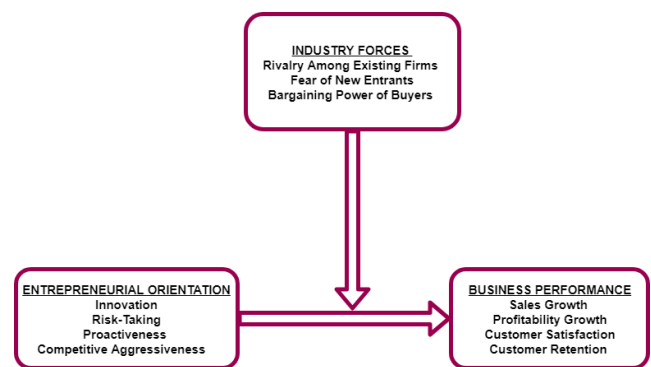 INDUSTRY FORCES
Rivalry Among Existing Firms
Fear of New Entrants
Bargaining Power of Buyers
ENTREPRENEURIAL ORIENTATION
Innovation
Risk-Taking
Proactiveness
Competitive Aggressiveness
BUSINESS PERFORMANCE
Sales Growth
Profitability Growth
Customer Satisfaction
Customer Retention